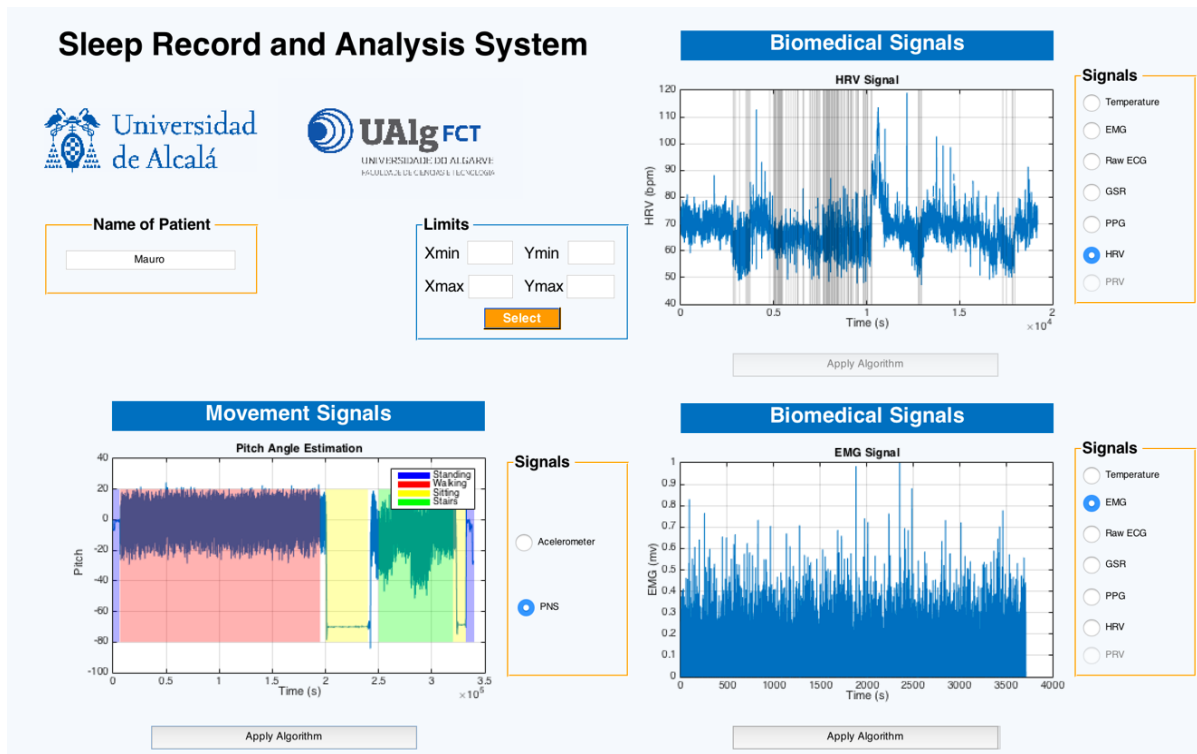 Sleep Record and Analysis System
Universidad
de Alcalá
UAlg FCT
UNIVERSIDADE DO ALGARVE
FACULDADE DE CIÊNCIAS E TECNOLOGIA
Name of Patient
Mauro
Limits
Xmin
Ymin
Xmax
Ymax
Select
Biomedical Signals
HRV Signal
HRV (bpm)
120
110
100
90
80
70
60
50
40
0
0.5
1
1.5
2
×10⁴
Time (s)
Signals
Temperature
EMG
Raw ECG
GSR
PPG
HRV
PRV
Apply Algorithm
Movement Signals
Pitch Angle Estimation
Pitch
40
20
0
-20
-40
-60
-80
-100
0
0.5
1
1.5
2
2.5
3
3.5
×10⁵
Time (s)
Standing
Walking
Sitting
Stairs
Signals
Acelerometer
PNS
Apply Algorithm
Biomedical Signals
EMG Signal
EMG (mv)
1
0.9
0.8
0.7
0.6
0.5
0.4
0.3
0.2
0.1
0
0
500
1000
1500
2000
2500
3000
3500
4000
Time (s)
Signals
Temperature
EMG
Raw ECG
GSR
PPG
HRV
PRV
Apply Algorithm